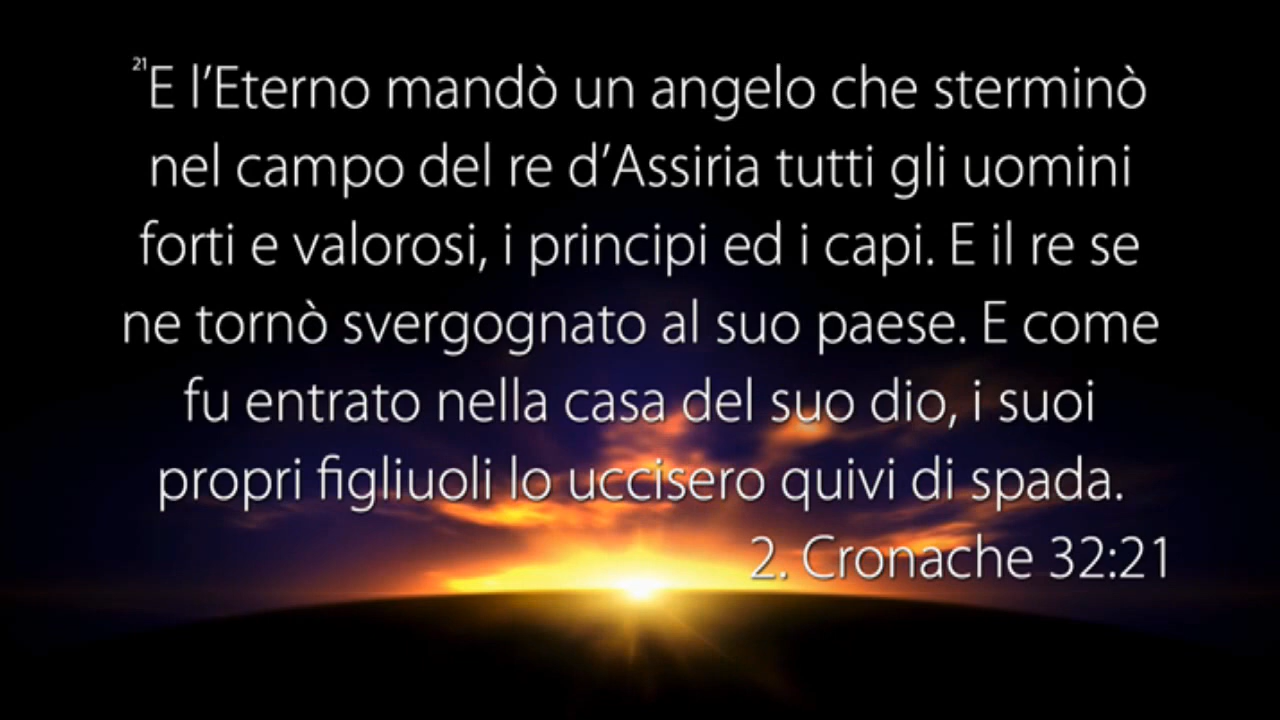 21E l’Eterno mandò un angelo che sterminò
nel campo del re d’Assiria tutti gli uomini
forti e valorosi, i principi ed i capi. E il re se
ne tornò svergognato al suo paese. E come
fu entrato nella casa del suo dio, i suoi
propri figliuoli lo uccisero quivi di spada.
2. Cronache 32:21